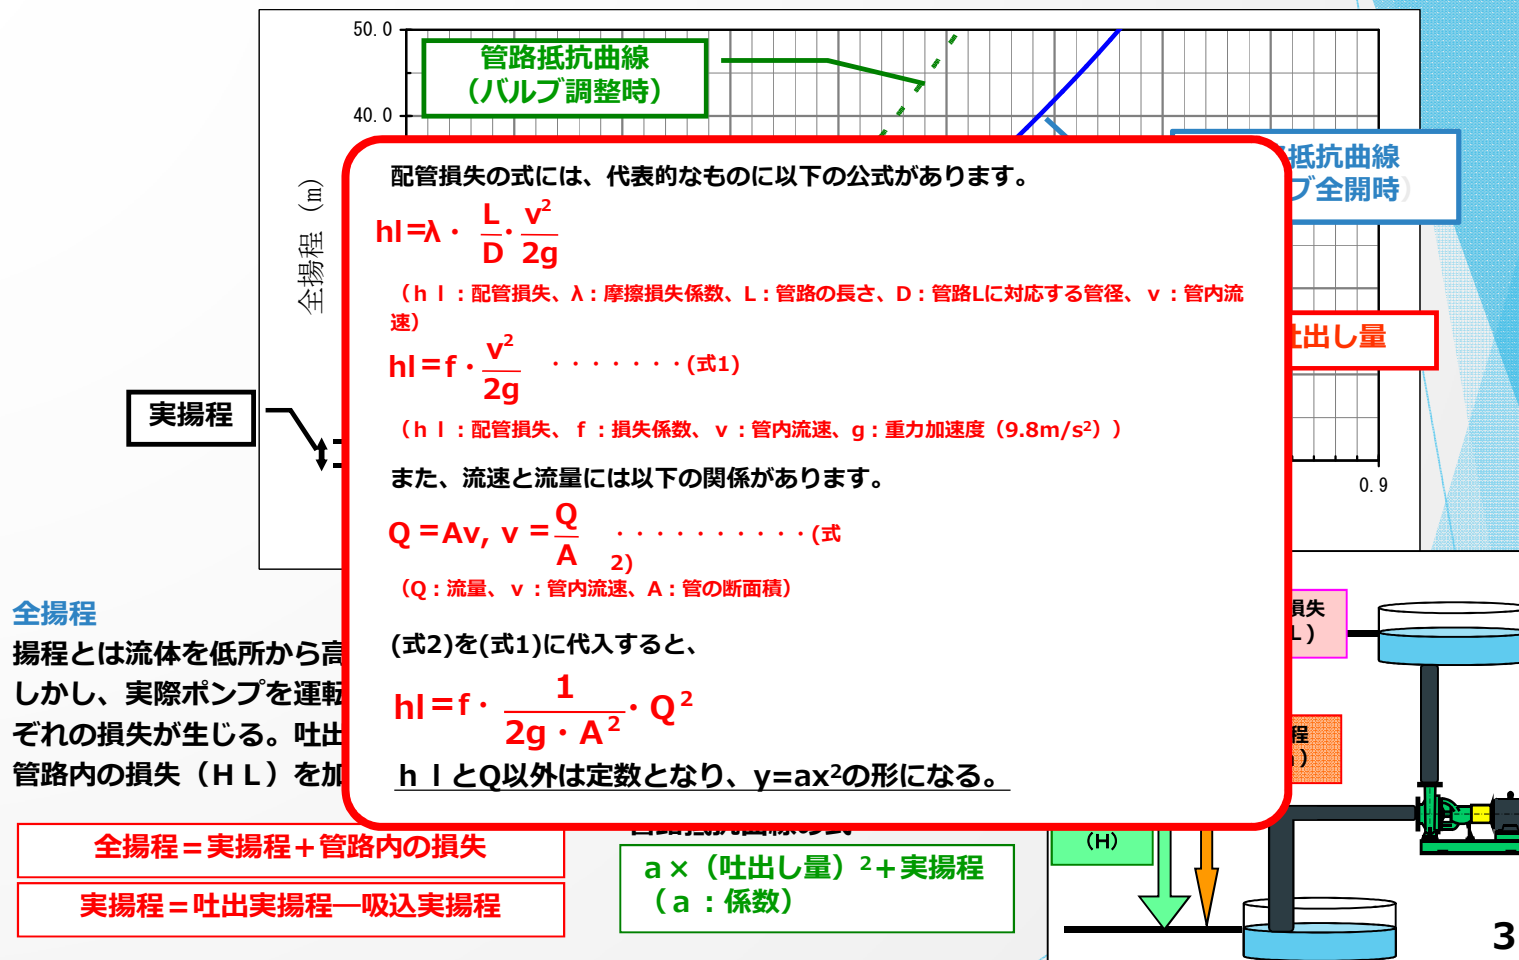 50.0
管路抵抗曲線
（バルブ調整時）
40.0
抵抗曲線
ブ全開時）
全揚程 (m)
配管損失の式には、代表的なものに以下の公式があります。
hl=λ・L/D・v²/2g
（ｈｌ：配管損失、λ：摩擦損失係数、L：管路の長さ、D：管路Lに対応する管径、ｖ：管内流
速）
吐出し量
hl=f・v²/2g ・・・・・・・(式1)
実揚程
（ｈｌ：配管損失、ｆ：損失係数、ｖ：管内流速、g：重力加速度（9.8m/s²））
また、流速と流量には以下の関係があります。
0.9
Q=Av, v=Q/A ・・・・・・・・・・(式
2)
（Q：流量、ｖ：管内流速、A：管の断面積）
(式2)を(式1)に代入すると、
hl=f・1/2g・A²・Q²
ｈｌとQ以外は定数となり、y=ax²の形になる。
全揚程
揚程とは流体を低所から高
しかし、実際ポンプを運転
ぞれの損失が生じる。吐出
管路内の損失（ＨＬ）を加
全揚程＝実揚程＋管路内の損失
実揚程＝吐出実揚程―吸込実揚程
管路抵抗曲線の式
a×（吐出し量）²＋実揚程
（a：係数）
損失
L）
程
）
（H）
3